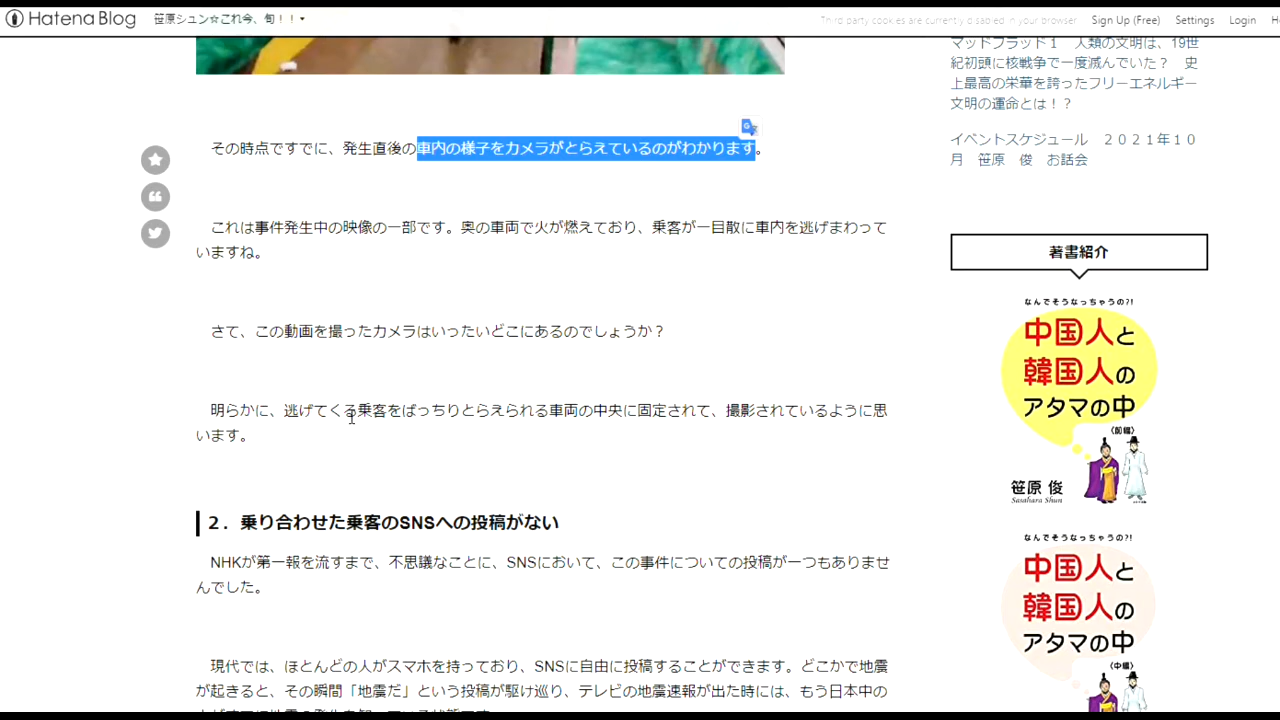 Hatena Blog
笹原シュン☆これ今、旬！！
Third party cookies are currently disabled in your browser
Sign Up (Free)
Settings
Login
その時点ですでに、発生直後の車内の様子をカメラがとらえているのがわかります。
これは事件発生中の映像の一部です。奥の車両で火が燃えており、乗客が一目散に車内を逃げまわって
いますね。
さて、この動画を撮ったカメラはいったいどこにあるのでしょうか？
明らかに、逃げてくる乗客をばっちりとらえられる車両の中央に固定されて、撮影されているように思
います。
２．乗り合わせた乗客のSNSへの投稿がない
NHKが第一報を流すまで、不思議なことに、SNSにおいて、この事件についての投稿が一つもありませ
んでした。
現代では、ほとんどの人がスマホを持っており、SNSに自由に投稿することができます。どこかで地震
が起きると、その瞬間「地震だ」という投稿が駆け巡り、テレビの地震速報が出た時には、もう日本中の
マッドフラッド１　人類の文明は、19世
紀初頭に核戦争で一度滅んでいた？　史
上最高の栄華を誇ったフリーエネルギー
文明の運命とは！？
イベントスケジュール　２０２１年１０
月　笹原　俊　お話会
著書紹介
なんでそうなっちゃうの?!
中国人と
韓国人の
アタマの中
〈前編〉
笹原 俊
Sasahara Shun
なんでそうなっちゃうの?!
中国人と
韓国人の
アタマの中
〈中編〉